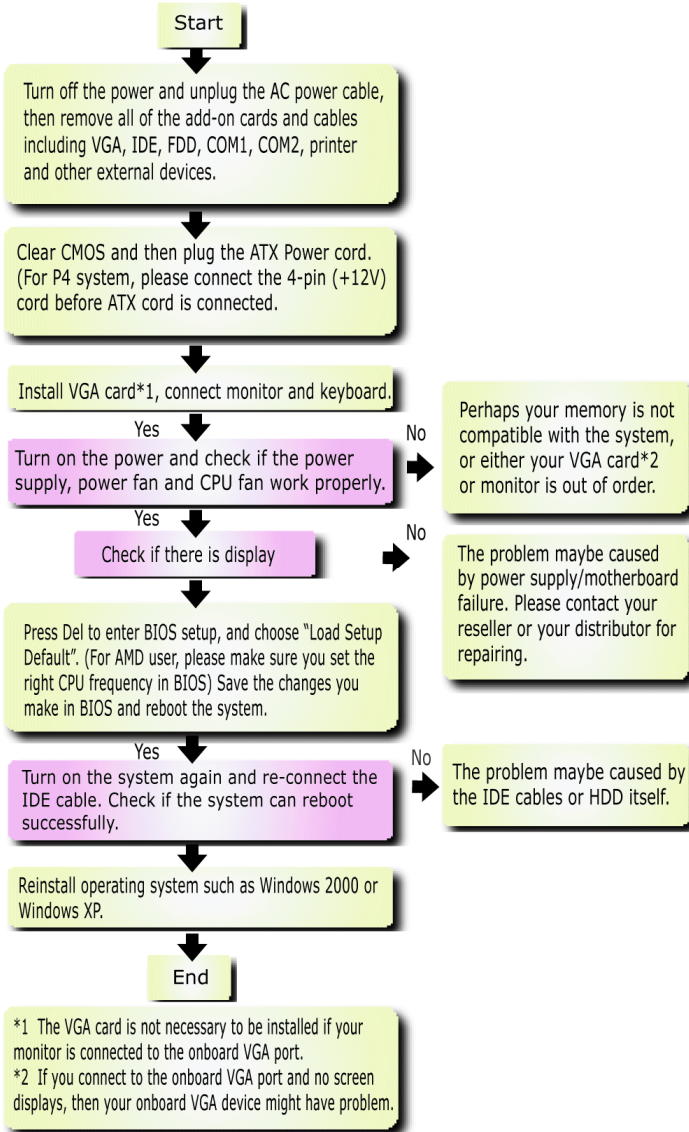 Start
Turn off the power and unplug the AC power cable,
then remove all of the add-on cards and cables
including VGA, IDE, FDD, COM1, COM2, printer
and other external devices.
Clear CMOS and then plug the ATX Power cord.
(For P4 system, please connect the 4-pin (+12V)
cord before ATX cord is connected.
Install VGA card*1, connect monitor and keyboard.
Yes
Turn on the power and check if the power
supply, power fan and CPU fan work properly.
No
Perhaps your memory is not
compatible with the system,
or either your VGA card*2
or monitor is out of order.
Yes
Check if there is display
No
The problem maybe caused
by power supply/motherboard
failure. Please contact your
reseller or your distributor for
repairing.
Press Del to enter BIOS setup, and choose “Load Setup
Default”. (For AMD user, please make sure you set the
right CPU frequency in BIOS) Save the changes you
make in BIOS and reboot the system.
Yes
Turn on the system again and re-connect the
IDE cable. Check if the system can reboot
successfully.
No
The problem maybe caused by
the IDE cables or HDD itself.
Reinstall operating system such as Windows 2000 or
Windows XP.
End
*1 The VGA card is not necessary to be installed if your
monitor is connected to the onboard VGA port.
*2 If you connect to the onboard VGA port and no screen
displays, then your onboard VGA device might have problem.